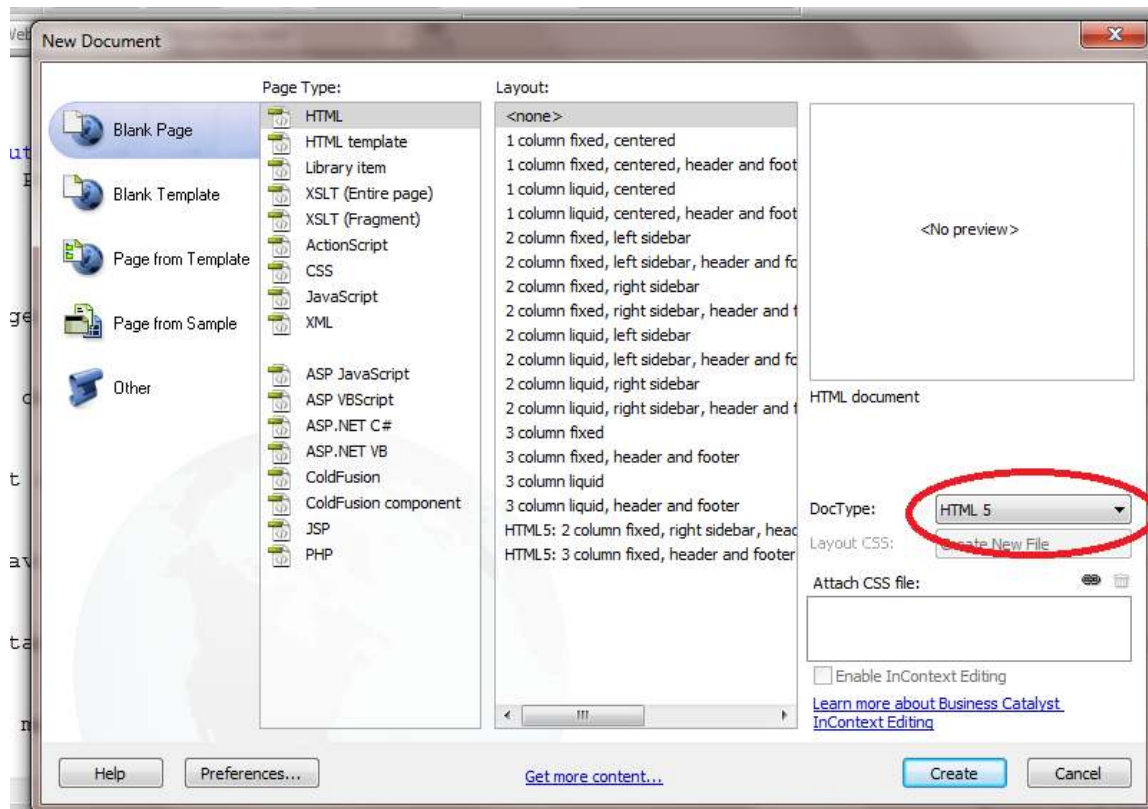 New Document
Blank Page
Blank Template
Page from Template
Page from Sample
Other
Page Type:
HTML
HTML template
Library item
XSLT (Entire page)
XSLT (Fragment)
ActionScript
CSS
JavaScript
XML
ASP JavaScript
ASP VBScript
ASP.NET C#
ASP.NET VB
ColdFusion
ColdFusion component
JSP
PHP
Layout:
<none>
1 column fixed, centered
1 column fixed, centered, header and foot
1 column liquid, centered
1 column liquid, centered, header and foot
2 column fixed, left sidebar
2 column fixed, left sidebar, header and fo
2 column fixed, right sidebar
2 column fixed, right sidebar, header and f
2 column liquid, left sidebar
2 column liquid, left sidebar, header and fo
2 column liquid, right sidebar
2 column liquid, right sidebar, header and f
3 column fixed
3 column fixed, header and footer
3 column liquid
3 column liquid, header and footer
HTML5: 2 column fixed, right sidebar, head
HTML5: 3 column fixed, header and footer
<No preview>
HTML document
DocType: HTML 5
Layout CSS: Create New File
Attach CSS file:
Enable InContext Editing
Learn more about Business Catalyst
InContext Editing
Help
Preferences...
Get more content...
Create
Cancel